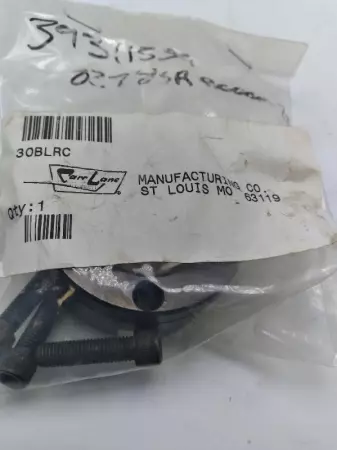 30BLRC
Carr Lane ®
MANUFACTURING CO.
ST LOUIS MO 63119
Qty:1